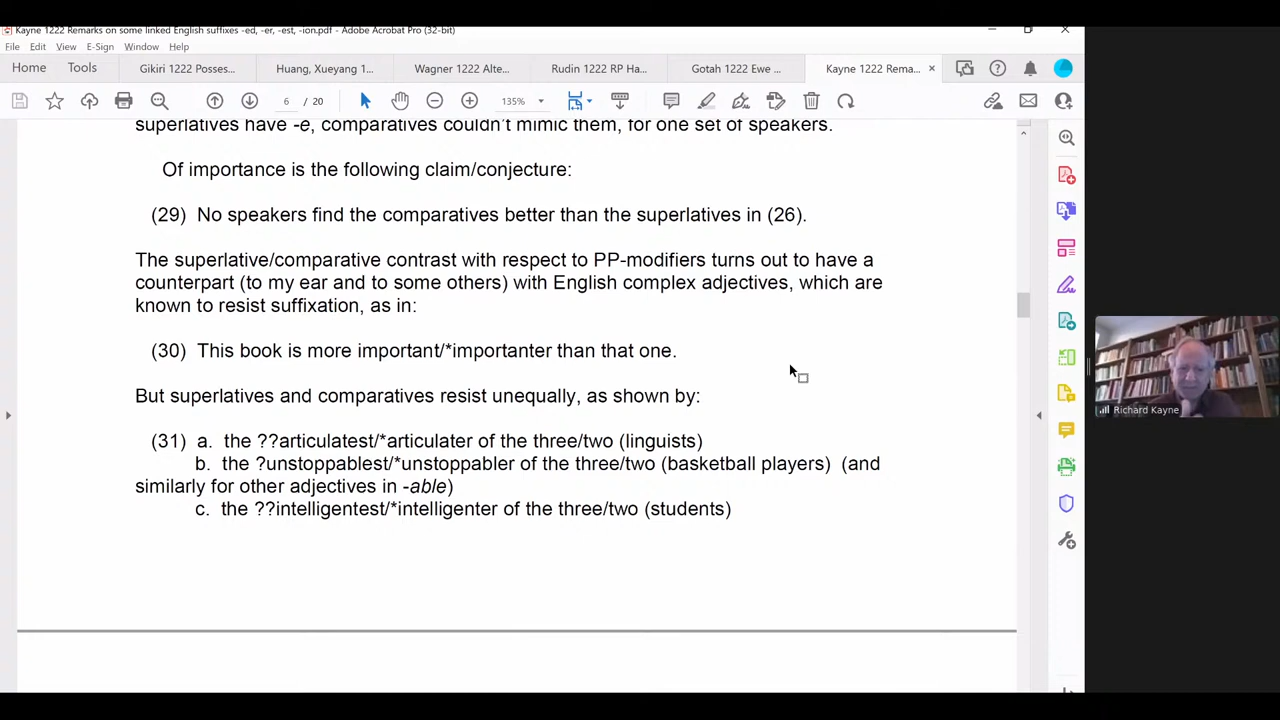 Kayne 1222 Remarks on some linked English suffixes -ed, -er, -est, -ion.pdf - Adobe Acrobat Pro (32-bit)
File Edit View E-Sign Window Help
Home Tools Gikiri 1222 Posses... Huang, Xueyang 1... Wagner 1222 Alte... Rudin 1222 RP Ha... Gotah 1222 Ewe ... Kayne 1222 Rema... ×
6 / 20 135%
superlatives have -e, comparatives couldn't mimic them, for one set of speakers.
Of importance is the following claim/conjecture:
(29) No speakers find the comparatives better than the superlatives in (26).
The superlative/comparative contrast with respect to PP-modifiers turns out to have a
counterpart (to my ear and to some others) with English complex adjectives, which are
known to resist suffixation, as in:
(30) This book is more important/*importanter than that one.
But superlatives and comparatives resist unequally, as shown by:
(31) a. the ??articulatest/*articulater of the three/two (linguists)
b. the ?unstoppablest/*unstoppabler of the three/two (basketball players) (and
similarly for other adjectives in -able)
c. the ??intelligentest/*intelligenter of the three/two (students)
Richard Kayne